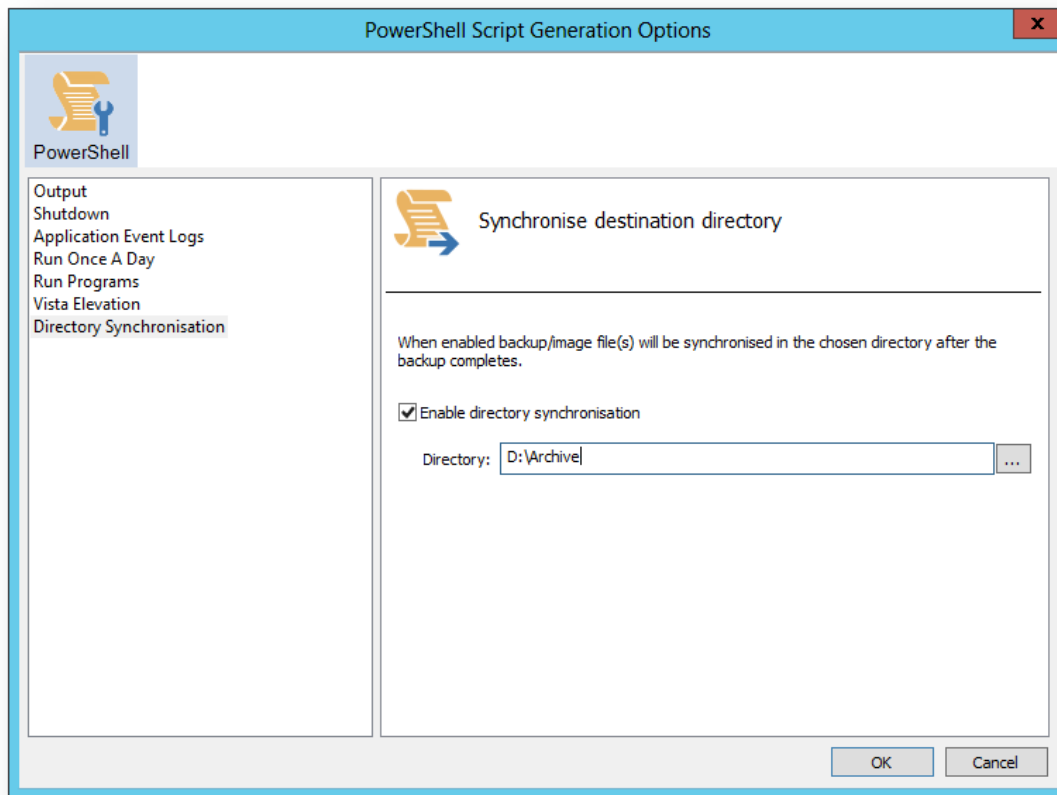 PowerShell Script Generation Options
x
PowerShell
Output
Shutdown
Application Event Logs
Run Once A Day
Run Programs
Vista Elevation
Directory Synchronisation
Synchronise destination directory
When enabled backup/image file(s) will be synchronised in the chosen directory after the
backup completes.
Enable directory synchronisation
Directory: D:\Archive ...
OK Cancel